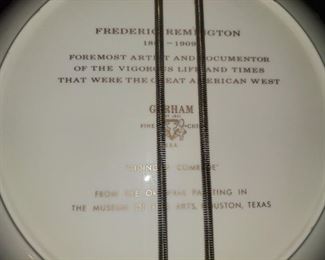 FREDERIC REMINGTON
1909
FOREMOST ARTIST AND DOCUMENTOR
OF THE VIGOROUS LIFE AND TIMES
THAT WERE THE GREAT AMERICAN WEST
GORHAM
FINE
FROM THE PAINTING IN
THE MUSEUM OF FINE ARTS, HOUSTON, TEXAS